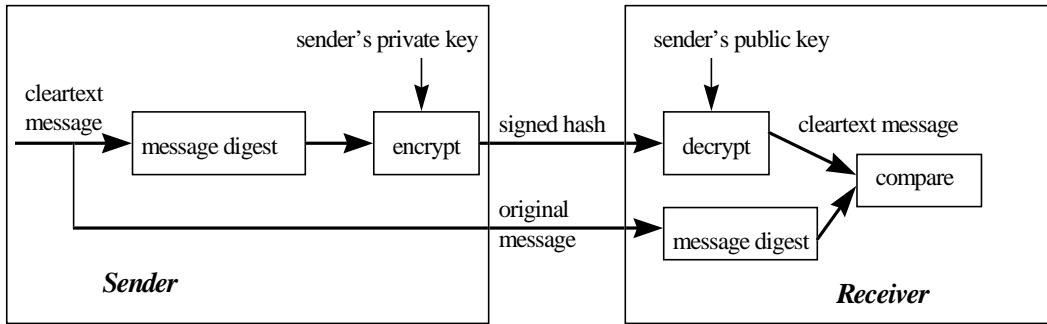 sender's private key
sender's public key
cleartext
message
message digest
encrypt
signed hash
decrypt
cleartext message
compare
original
message
message digest
Sender
Receiver